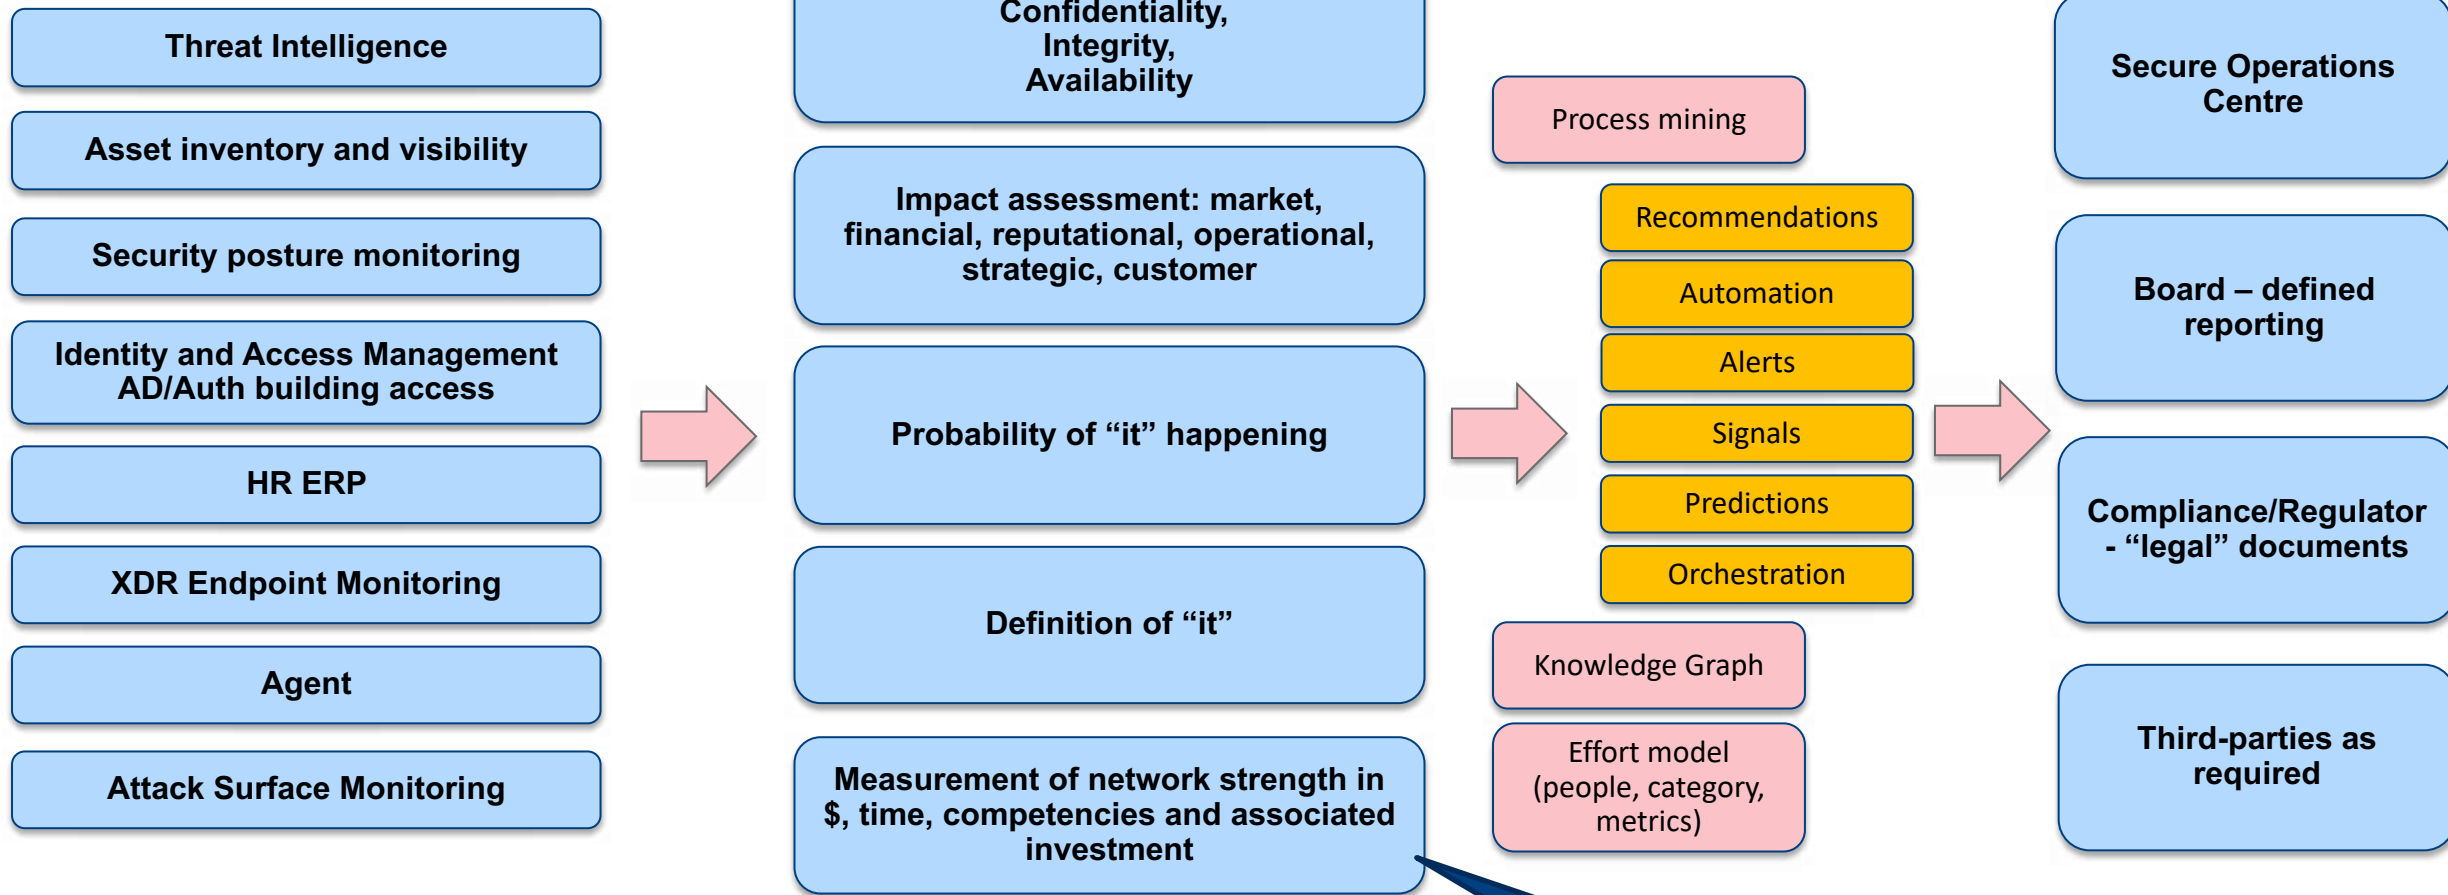 Threat Intelligence
Asset inventory and visibility
Security posture monitoring
Identity and Access Management
AD/Auth building access
HR ERP
XDR Endpoint Monitoring
Agent
Attack Surface Monitoring
Confidentiality,
Integrity,
Availability
Impact assessment: market,
financial, reputational, operational,
strategic, customer
Probability of “it” happening
Definition of “it”
Measurement of network strength in
$, time, competencies and associated
investment
Process mining
Recommendations
Automation
Alerts
Signals
Predictions
Orchestration
Knowledge Graph
Effort model
(people, category,
metrics)
Secure Operations
Centre
Board – defined
reporting
Compliance/Regulator
- “legal” documents
Third-parties as
required